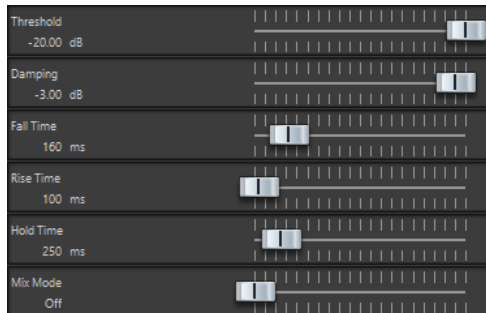 Threshold
-20.00 dB
Damping
-3.00 dB
Fall Time
160 ms
Rise Time
100 ms
Hold Time
250 ms
Mix Mode
Off